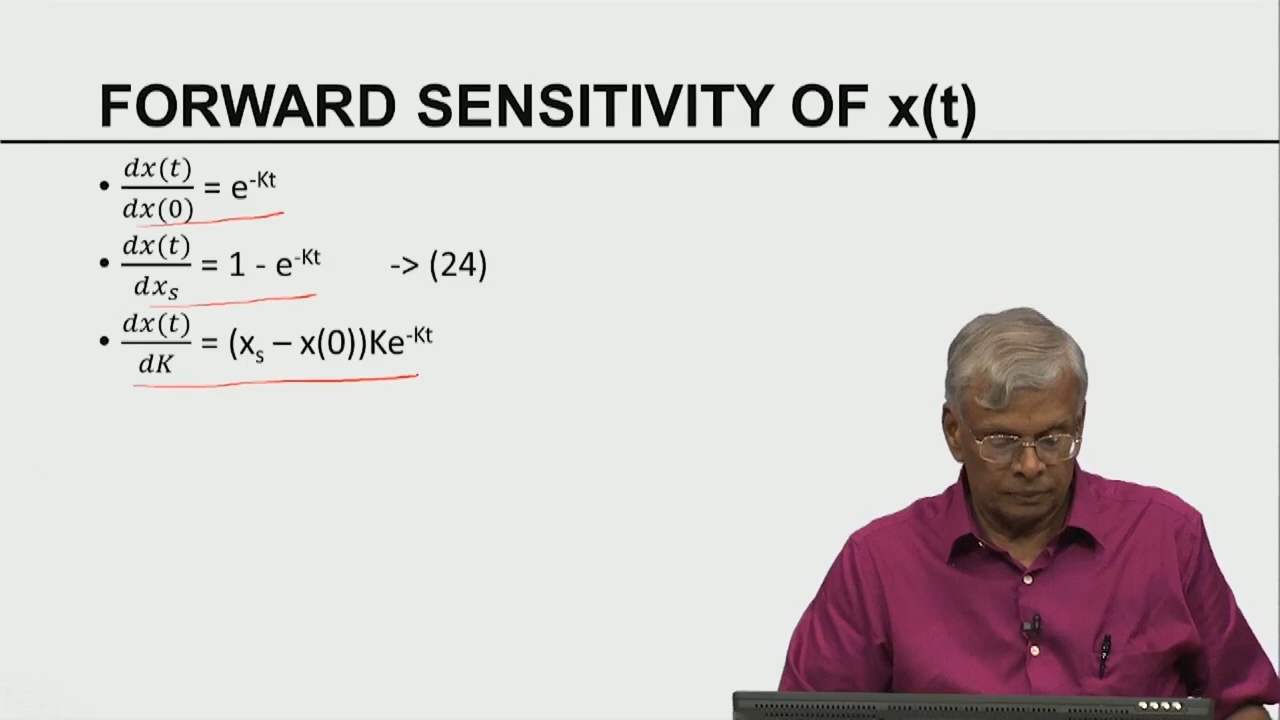 FORWARD SENSITIVITY OF x(t)
• dx(t)/dx(0) = e^-Kt
• dx(t)/dx_s = 1 - e^-Kt -> (24)
• dx(t)/dK = (x_s – x(0))Ke^-Kt